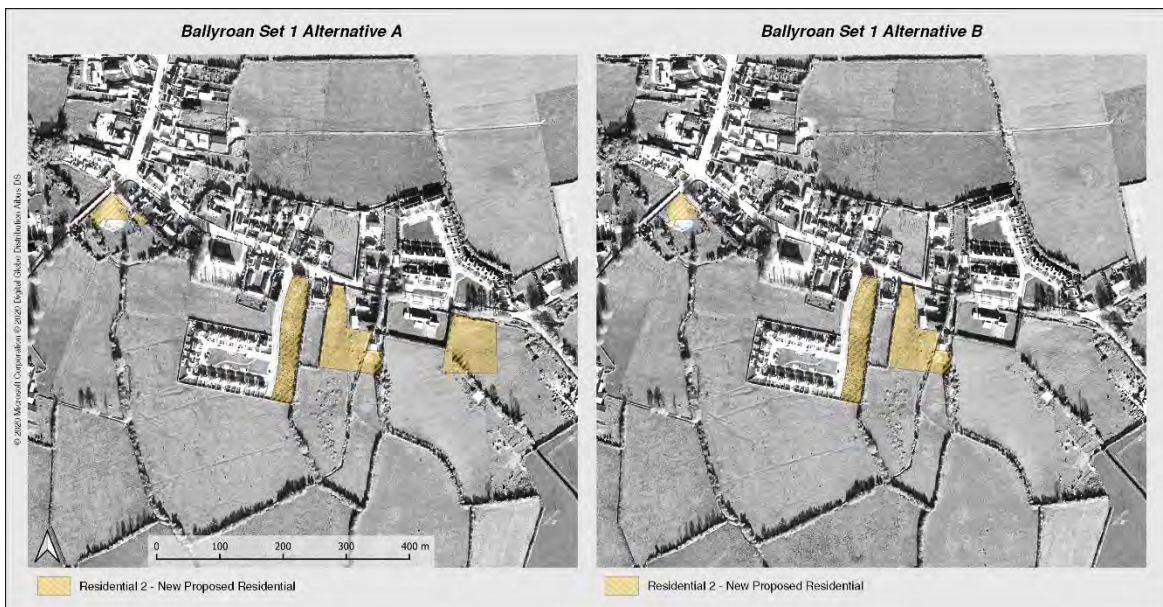 Ballyroan Set 1 Alternative A
Ballyroan Set 1 Alternative B
© 2020 Microsoft Corporation © 2020 Digital Globe Distribution Aibus DS
0 100 200 300 400 m
Residential 2 - New Proposed Residential
Residential 2 - New Proposed Residential